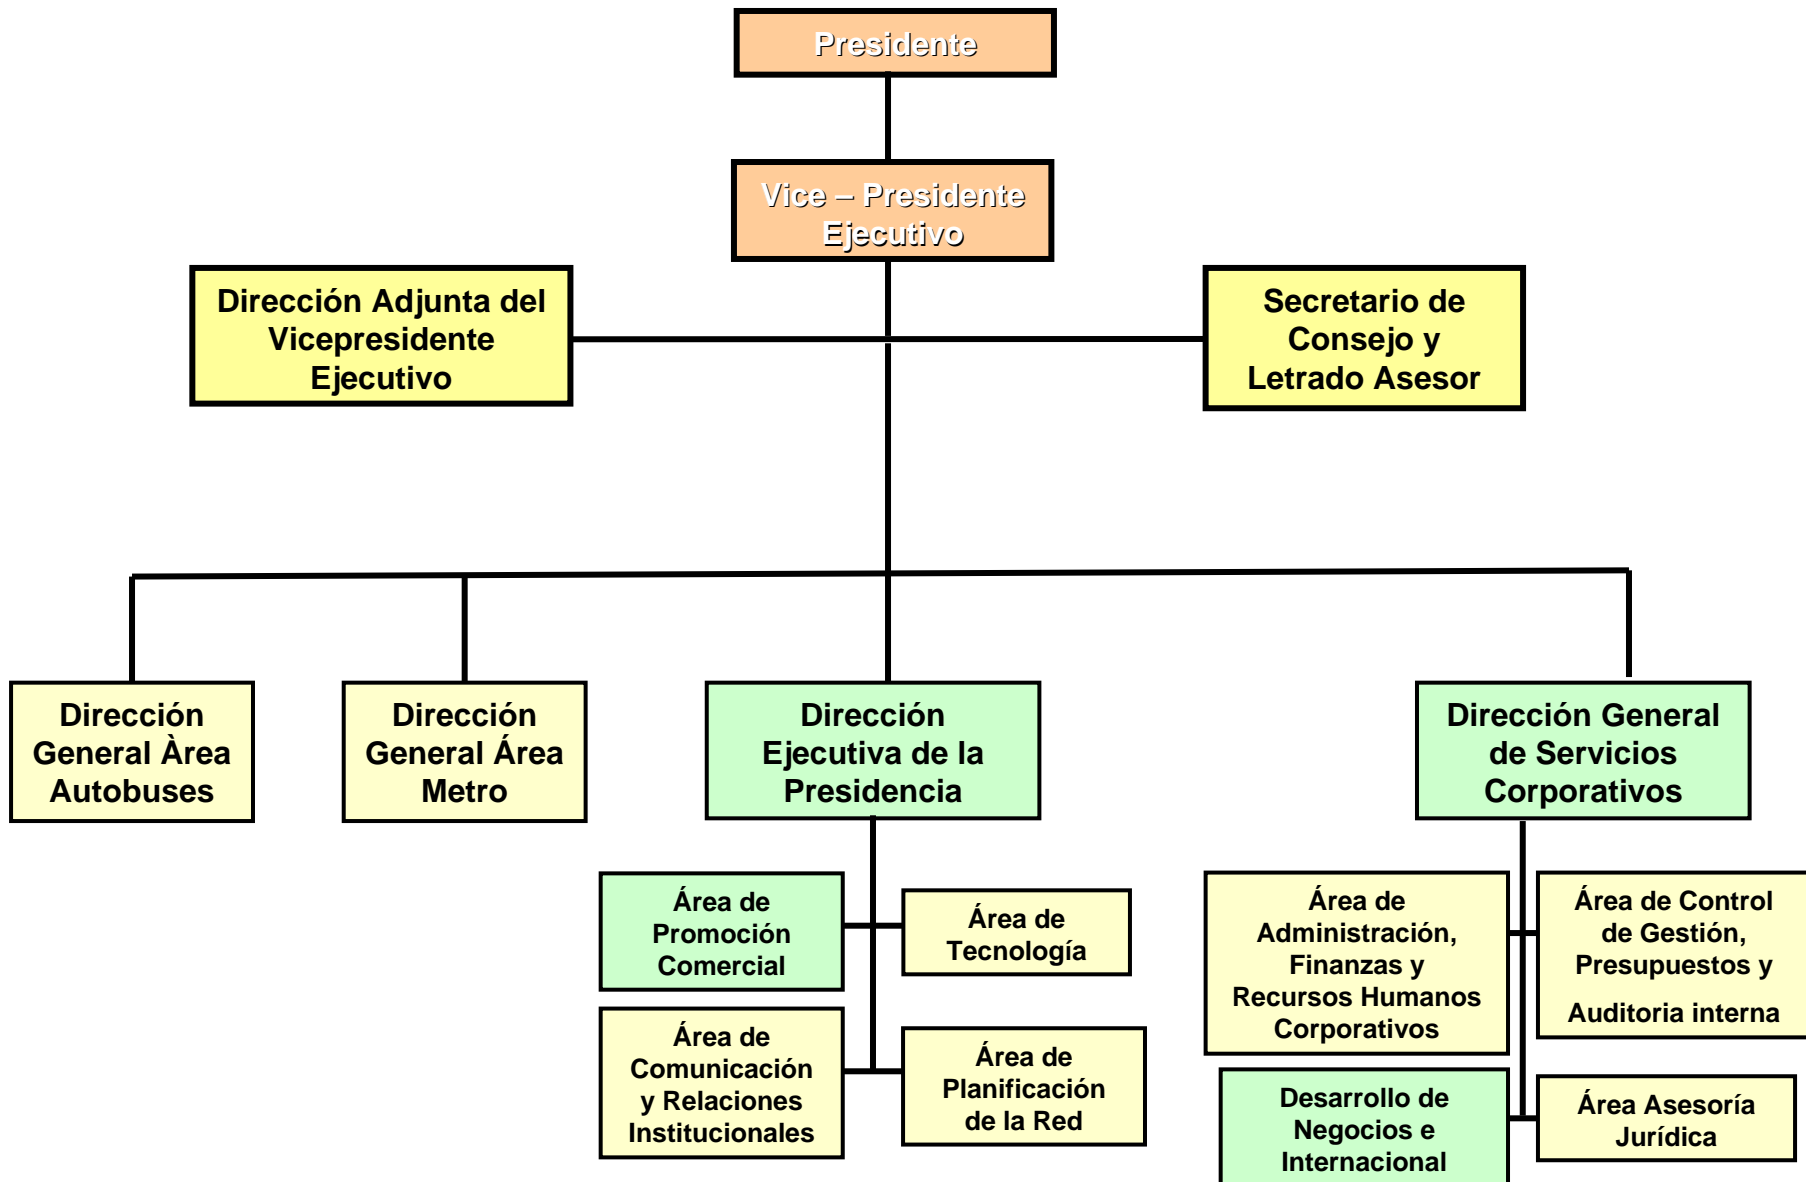 Presidente
Vice – Presidente
Ejecutivo
Dirección Adjunta del
Vicepresidente
Ejecutivo
Secretario de
Consejo y
Letrado Asesor
Dirección
General Àrea
Autobuses
Dirección
General Área
Metro
Dirección
Ejecutiva de la
Presidencia
Dirección General
de Servicios
Corporativos
Área de
Promoción
Comercial
Área de
Tecnología
Área de
Comunicación
y Relaciones
Institucionales
Área de
Planificación
de la Red
Área de
Administración,
Finanzas y
Recursos Humanos
Corporativos
Área de Control
de Gestión,
Presupuestos y
Auditoria interna
Desarrollo de
Negocios e
Internacional
Área Asesoría
Jurídica